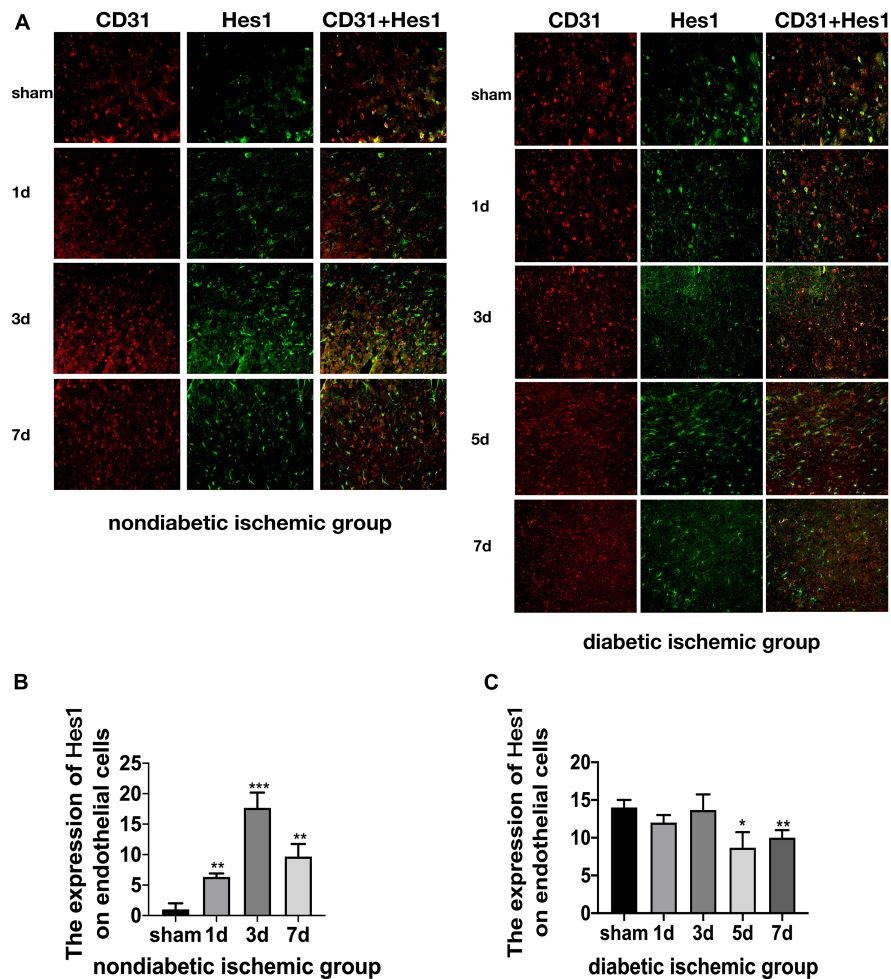 A
CD31 Hes1 CD31+Hes1
sham
1d
3d
7d
nondiabetic ischemic group
CD31 Hes1 CD31+Hes1
sham
1d
3d
5d
7d
diabetic ischemic group
B
The expression of Hes1
on endothelial cells
25
20
15
10
5
0
***
**
**
sham 1d 3d 7d
nondiabetic ischemic group
C
The expression of Hes1
on endothelial cells
20
15
10
5
0
* **
sham 1d 3d 5d 7d
diabetic ischemic group